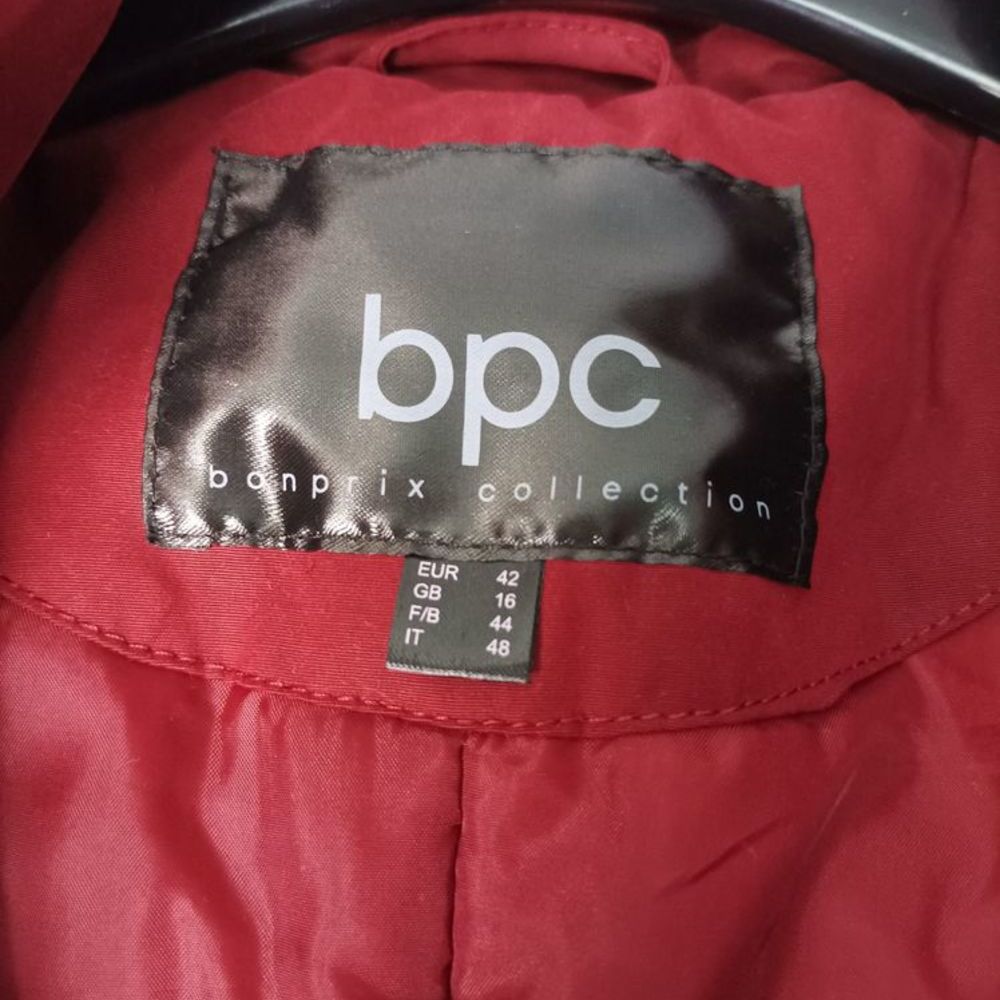 bpc
bonprix collection
EUR 42
GB 16
F/B 44
IT 48